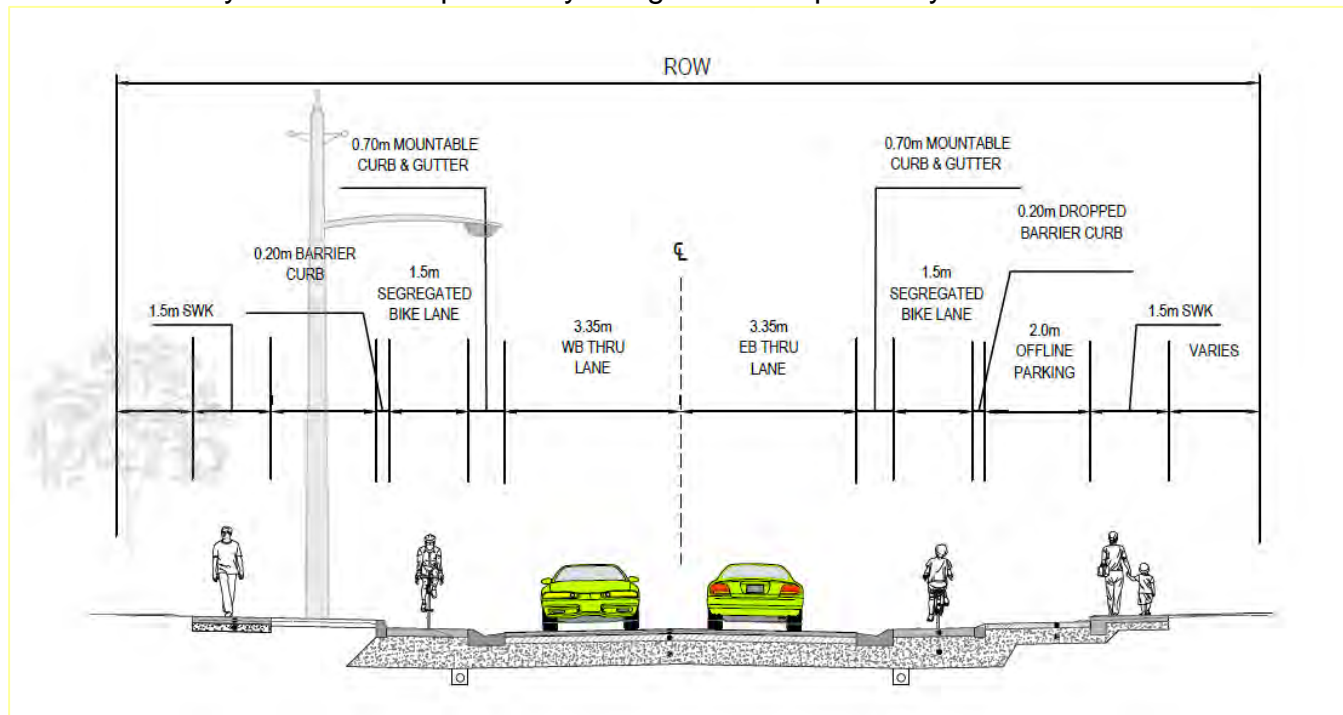 ROW
0.70m MOUNTABLE
CURB & GUTTER
0.70m MOUNTABLE
CURB & GUTTER
0.20m DROPPED
BARRIER CURB
0.20m BARRIER
CURB
℄
1.5m
SEGREGATED
BIKE LANE
1.5m
SEGREGATED
BIKE LANE
1.5m SWK
3.35m
WB THRU
LANE
3.35m
EB THRU
LANE
2.0m
OFFLINE
PARKING
1.5m SWK
VARIES